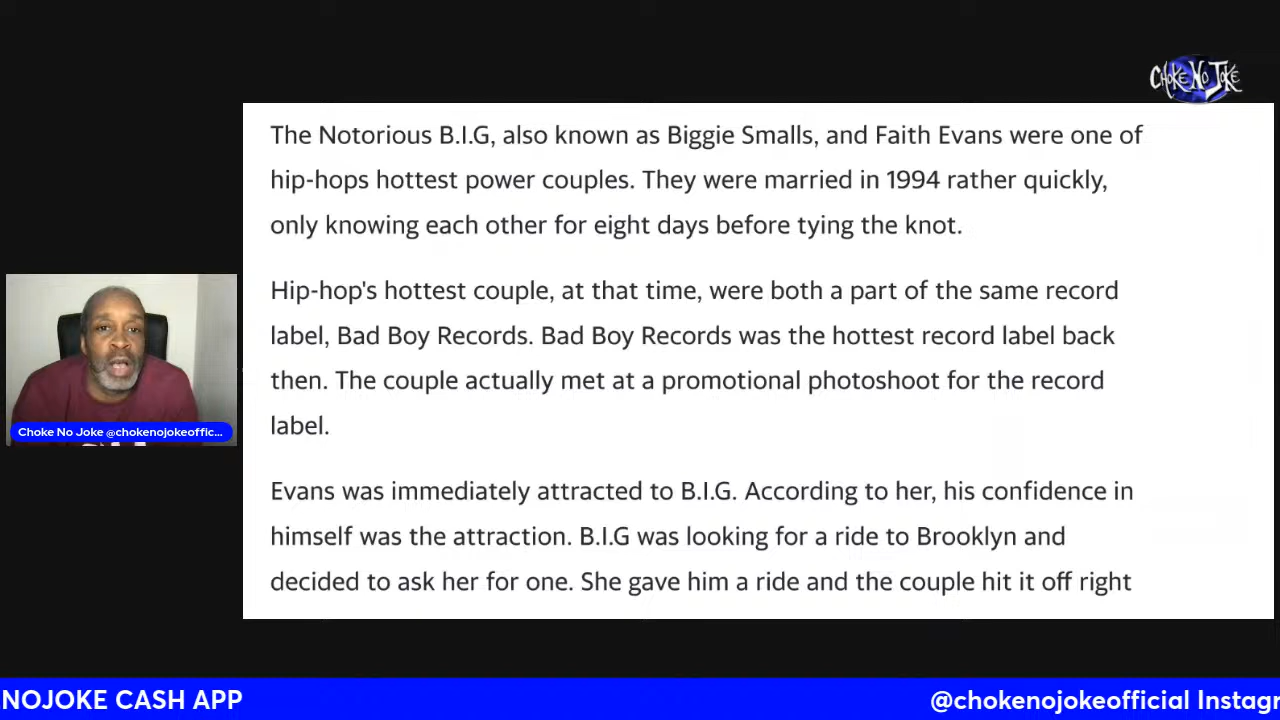 CHOKE NO JOKE
The Notorious B.I.G, also known as Biggie Smalls, and Faith Evans were one of
hip-hops hottest power couples. They were married in 1994 rather quickly,
only knowing each other for eight days before tying the knot.
Hip-hop's hottest couple, at that time, were both a part of the same record
label, Bad Boy Records. Bad Boy Records was the hottest record label back
then. The couple actually met at a promotional photoshoot for the record
label.
Evans was immediately attracted to B.I.G. According to her, his confidence in
himself was the attraction. B.I.G was looking for a ride to Brooklyn and
decided to ask her for one. She gave him a ride and the couple hit it off right
Choke No Joke @chokenojokeoffic...
NOJOKE CASH APP
@chokenojokeofficial Instagr